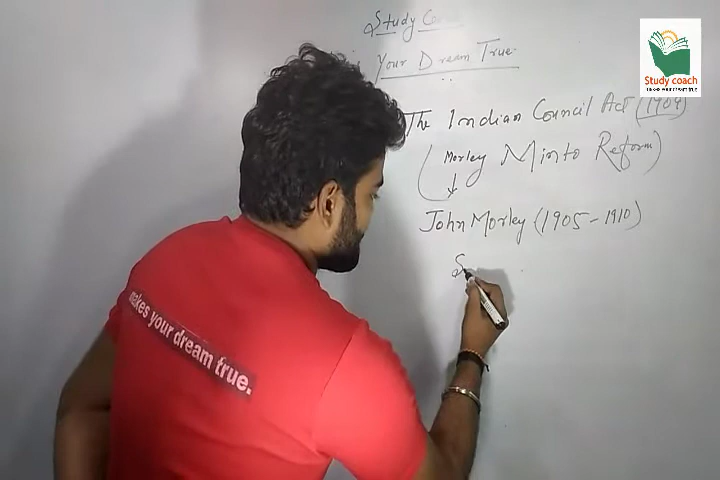 Study
Your Dream True.
The Indian Council Act (1909)
(Morley Minto Reform)
John Morley (1905-1910)
S
makes your dream true.
Study coach